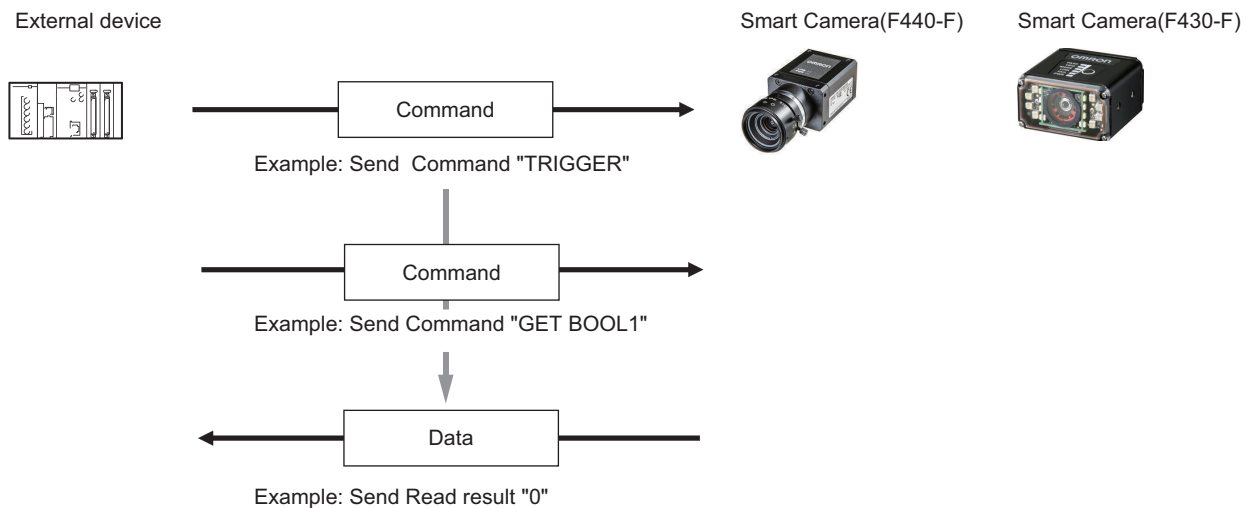 External device
Smart Camera(F440-F)
Smart Camera(F430-F)
OMRON
Command
Example: Send Command "TRIGGER"
Command
Example: Send Command "GET BOOL1"
Data
Example: Send Read result "0"